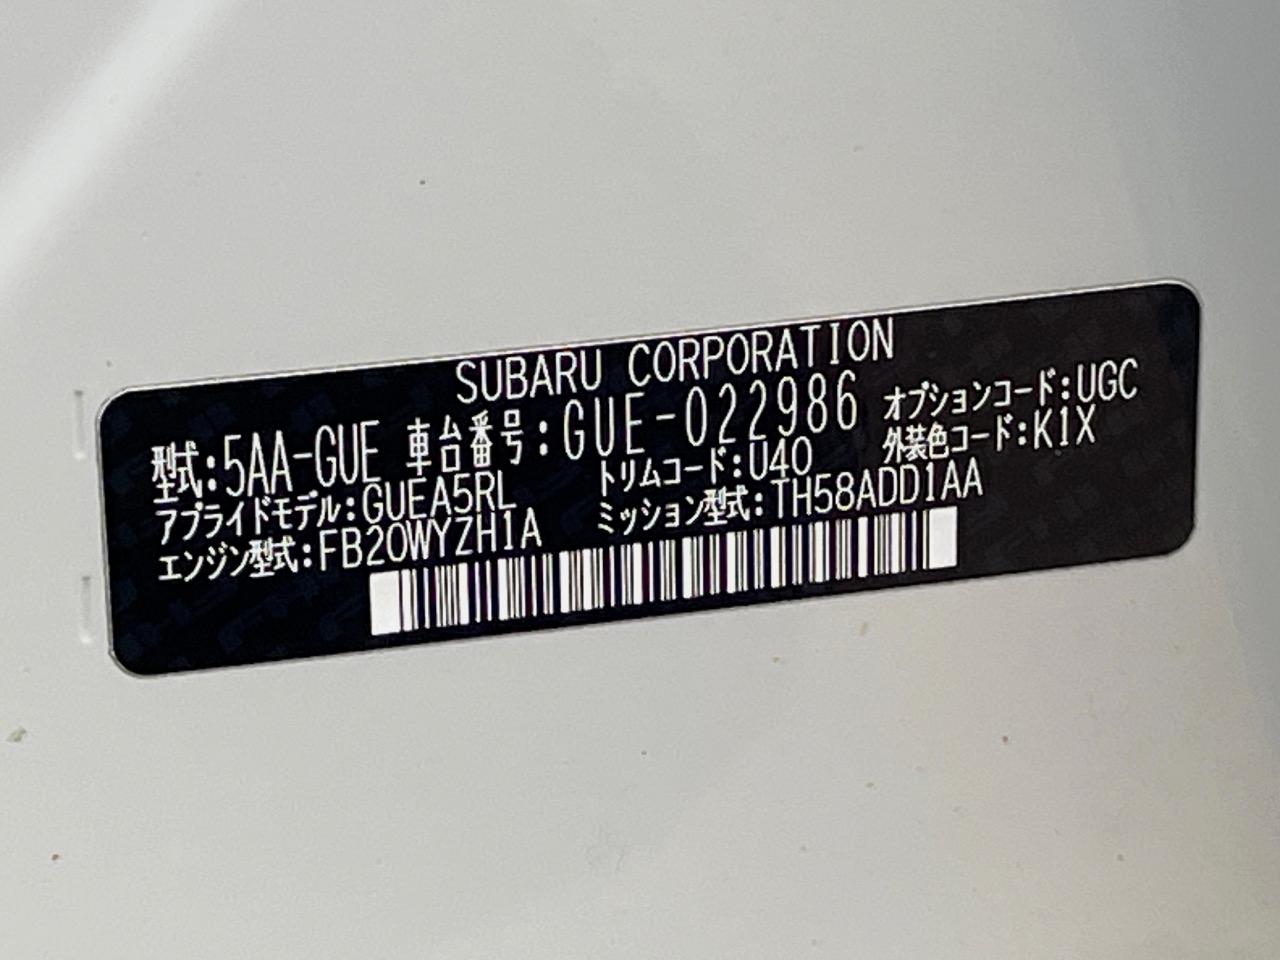 SUBARU CORPORATION
型式:5AA-GUE 車台番号:GUE-022986 オプションコード:UGC
アプライドモデル:GUEA5RL トリムコード:U40 外装色コード:K1X
エンジン型式:FB20WYZH1A ミッション型式:TH58ADD1AA